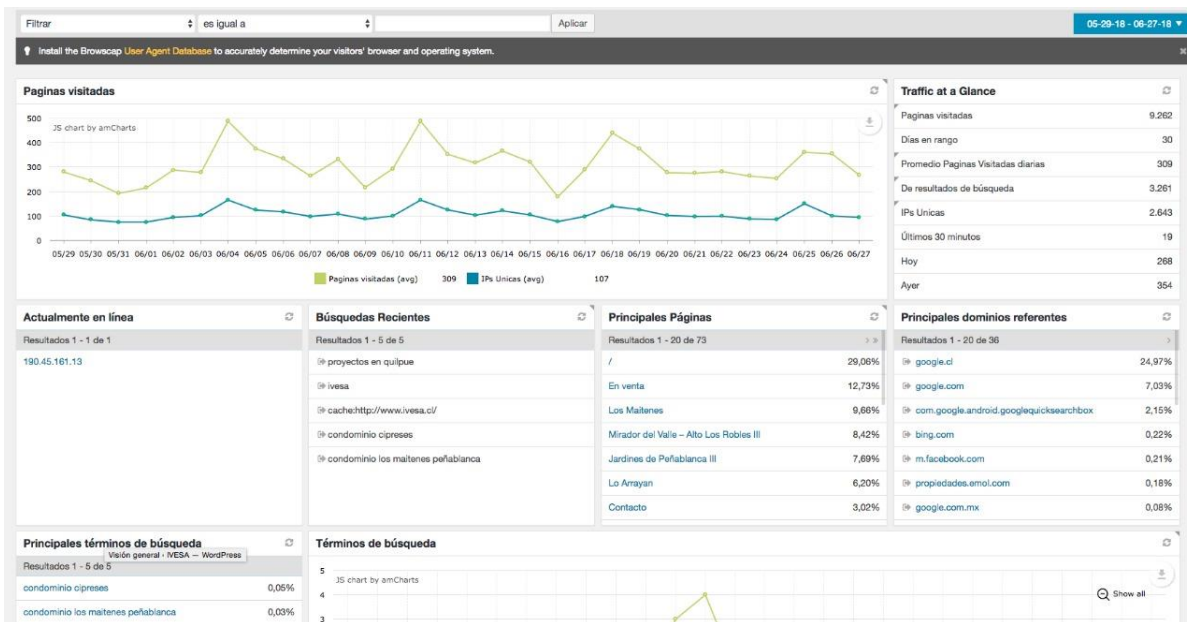 Filtrar es igual a Aplicar 05-29-18 - 06-27-18
Install the Browscap User Agent Database to accurately determine your visitors' browser and operating system.
Paginas visitadas
JS chart by amCharts
500
400
300
200
100
0
05/29 05/30 05/31 06/01 06/02 06/03 06/04 06/05 06/06 06/07 06/08 06/09 06/10 06/11 06/12 06/13 06/14 06/15 06/16 06/17 06/18 06/19 06/20 06/21 06/22 06/23 06/24 06/25 06/26 06/27
Paginas visitadas (avg) 309 IPs Unicas (avg) 107
Traffic at a Glance
Paginas visitadas 9.262
Días en rango 30
Promedio Paginas Visitadas diarias 309
De resultados de búsqueda 3.261
IPs Unicas 2.643
Últimos 30 minutos 19
Hoy 268
Ayer 354
Actualmente en línea
Resultados 1 - 1 de 1
190.45.161.13
Búsquedas Recientes
Resultados 1 - 5 de 5
proyectos en quilpue
ivesa
cache:http://www.ivesa.cl/
condominio cipreses
condominio los maitenes peñablanca
Principales Páginas
Resultados 1 - 20 de 73
/ 29,06%
En venta 12,73%
Los Maitenes 9,66%
Mirador del Valle – Alto Los Robles III 8,42%
Jardines de Peñablanca III 7,69%
Lo Arrayan 6,20%
Contacto 3,02%
Principales dominios referentes
Resultados 1 - 20 de 36
google.cl 24,97%
google.com 7,03%
com.google.android.googlequicksearchbox 2,15%
bing.com 0,22%
m.facebook.com 0,21%
propiedades.emol.com 0,18%
google.com.mx 0,08%
Principales términos de búsqueda
Visión general ‹ IVESA — WordPress
Resultados 1 - 5 de 5
condominio cipreses 0,05%
condominio los maitenes peñablanca 0,03%
Términos de búsqueda
JS chart by amCharts
Show all
5
4
3